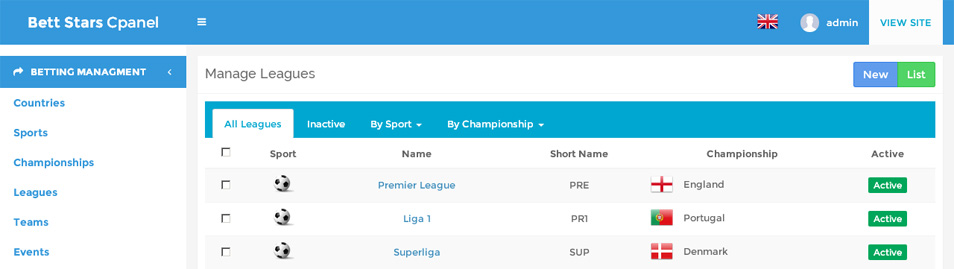 Bett Stars Cpanel
admin
VIEW SITE
BETTING MANAGMENT
Countries
Sports
Championships
Leagues
Teams
Events
Manage Leagues
New
List
All Leagues
Inactive
By Sport
By Championship
Sport Name Short Name Championship Active
Premier League PRE England Active
Liga 1 PR1 Portugal Active
Superliga SUP Denmark Active